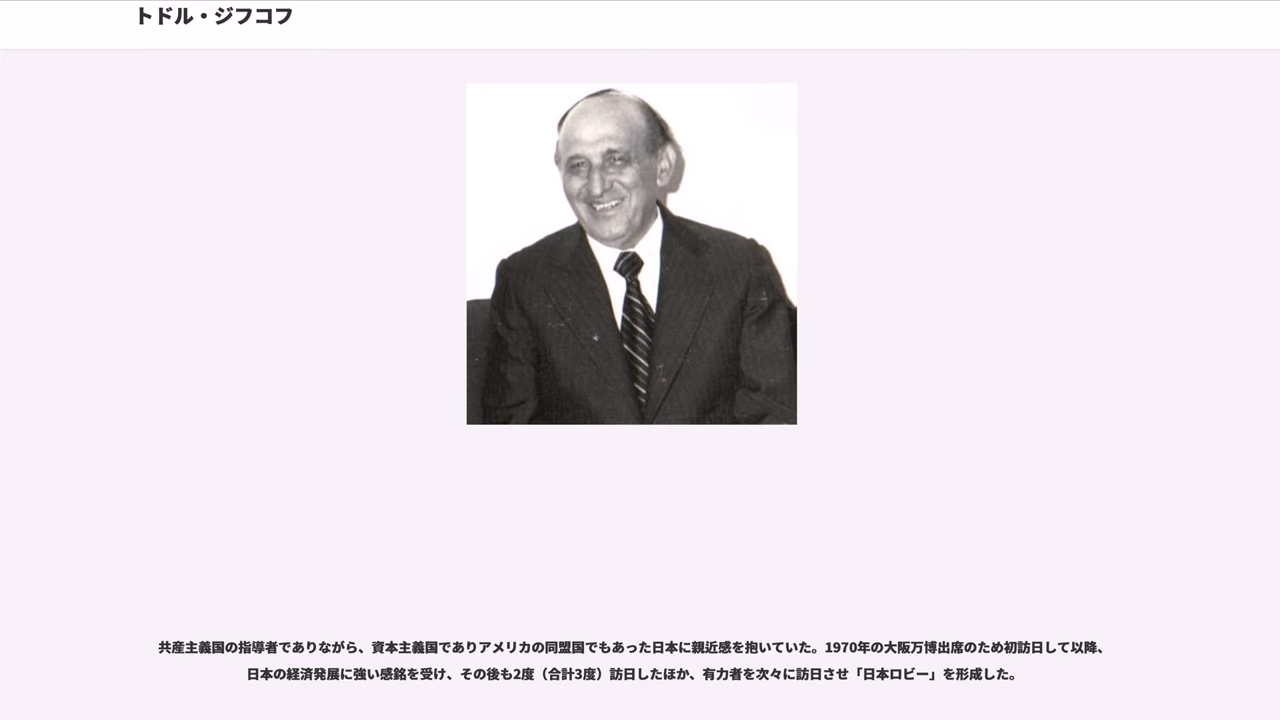 トドル・ジフコフ
共産主義国の指導者でありながら、資本主義国でありアメリカの同盟国でもあった日本に親近感を抱いていた。1970年の大阪万博出席のため初訪日して以降、
日本の経済発展に強い感銘を受け、その後も2度（合計3度）訪日したほか、有力者を次々に訪日させ「日本ロビー」を形成した。